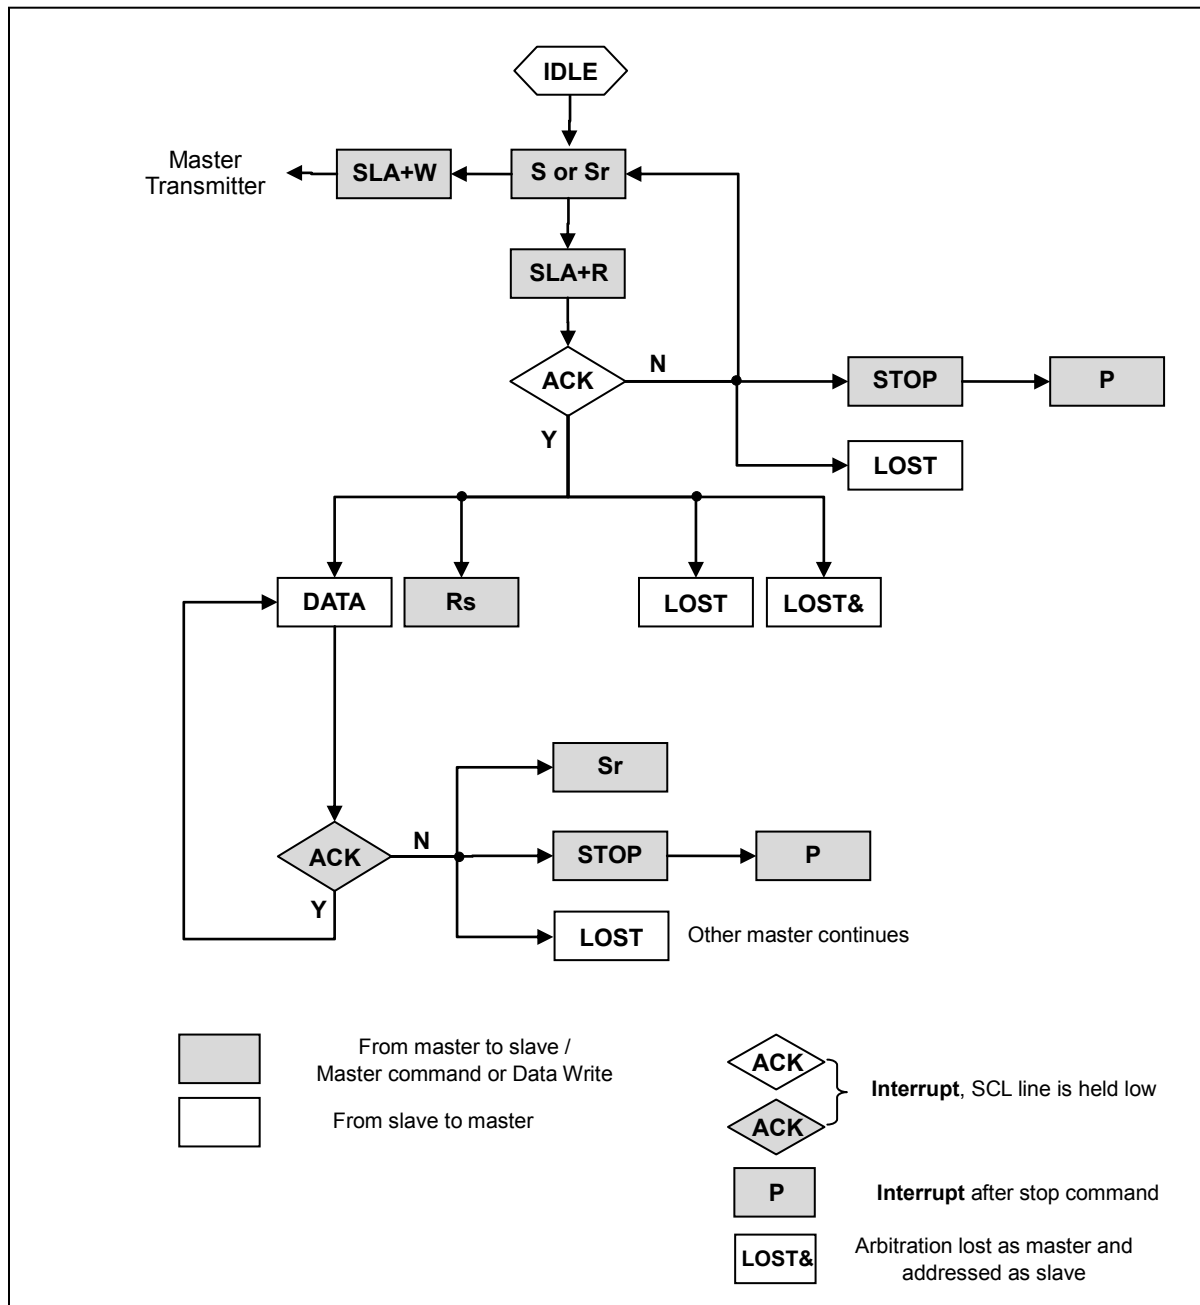 IDLE
Master
Transmitter
SLA+W
S or Sr
SLA+R
ACK
N
STOP
P
Y
LOST
DATA
Rs
LOST
LOST&
Sr
ACK
N
STOP
P
Y
LOST
Other master continues
From master to slave /
Master command or Data Write
From slave to master
ACK
Interrupt, SCL line is held low
ACK
P
Interrupt after stop command
LOST&
Arbitration lost as master and
addressed as slave